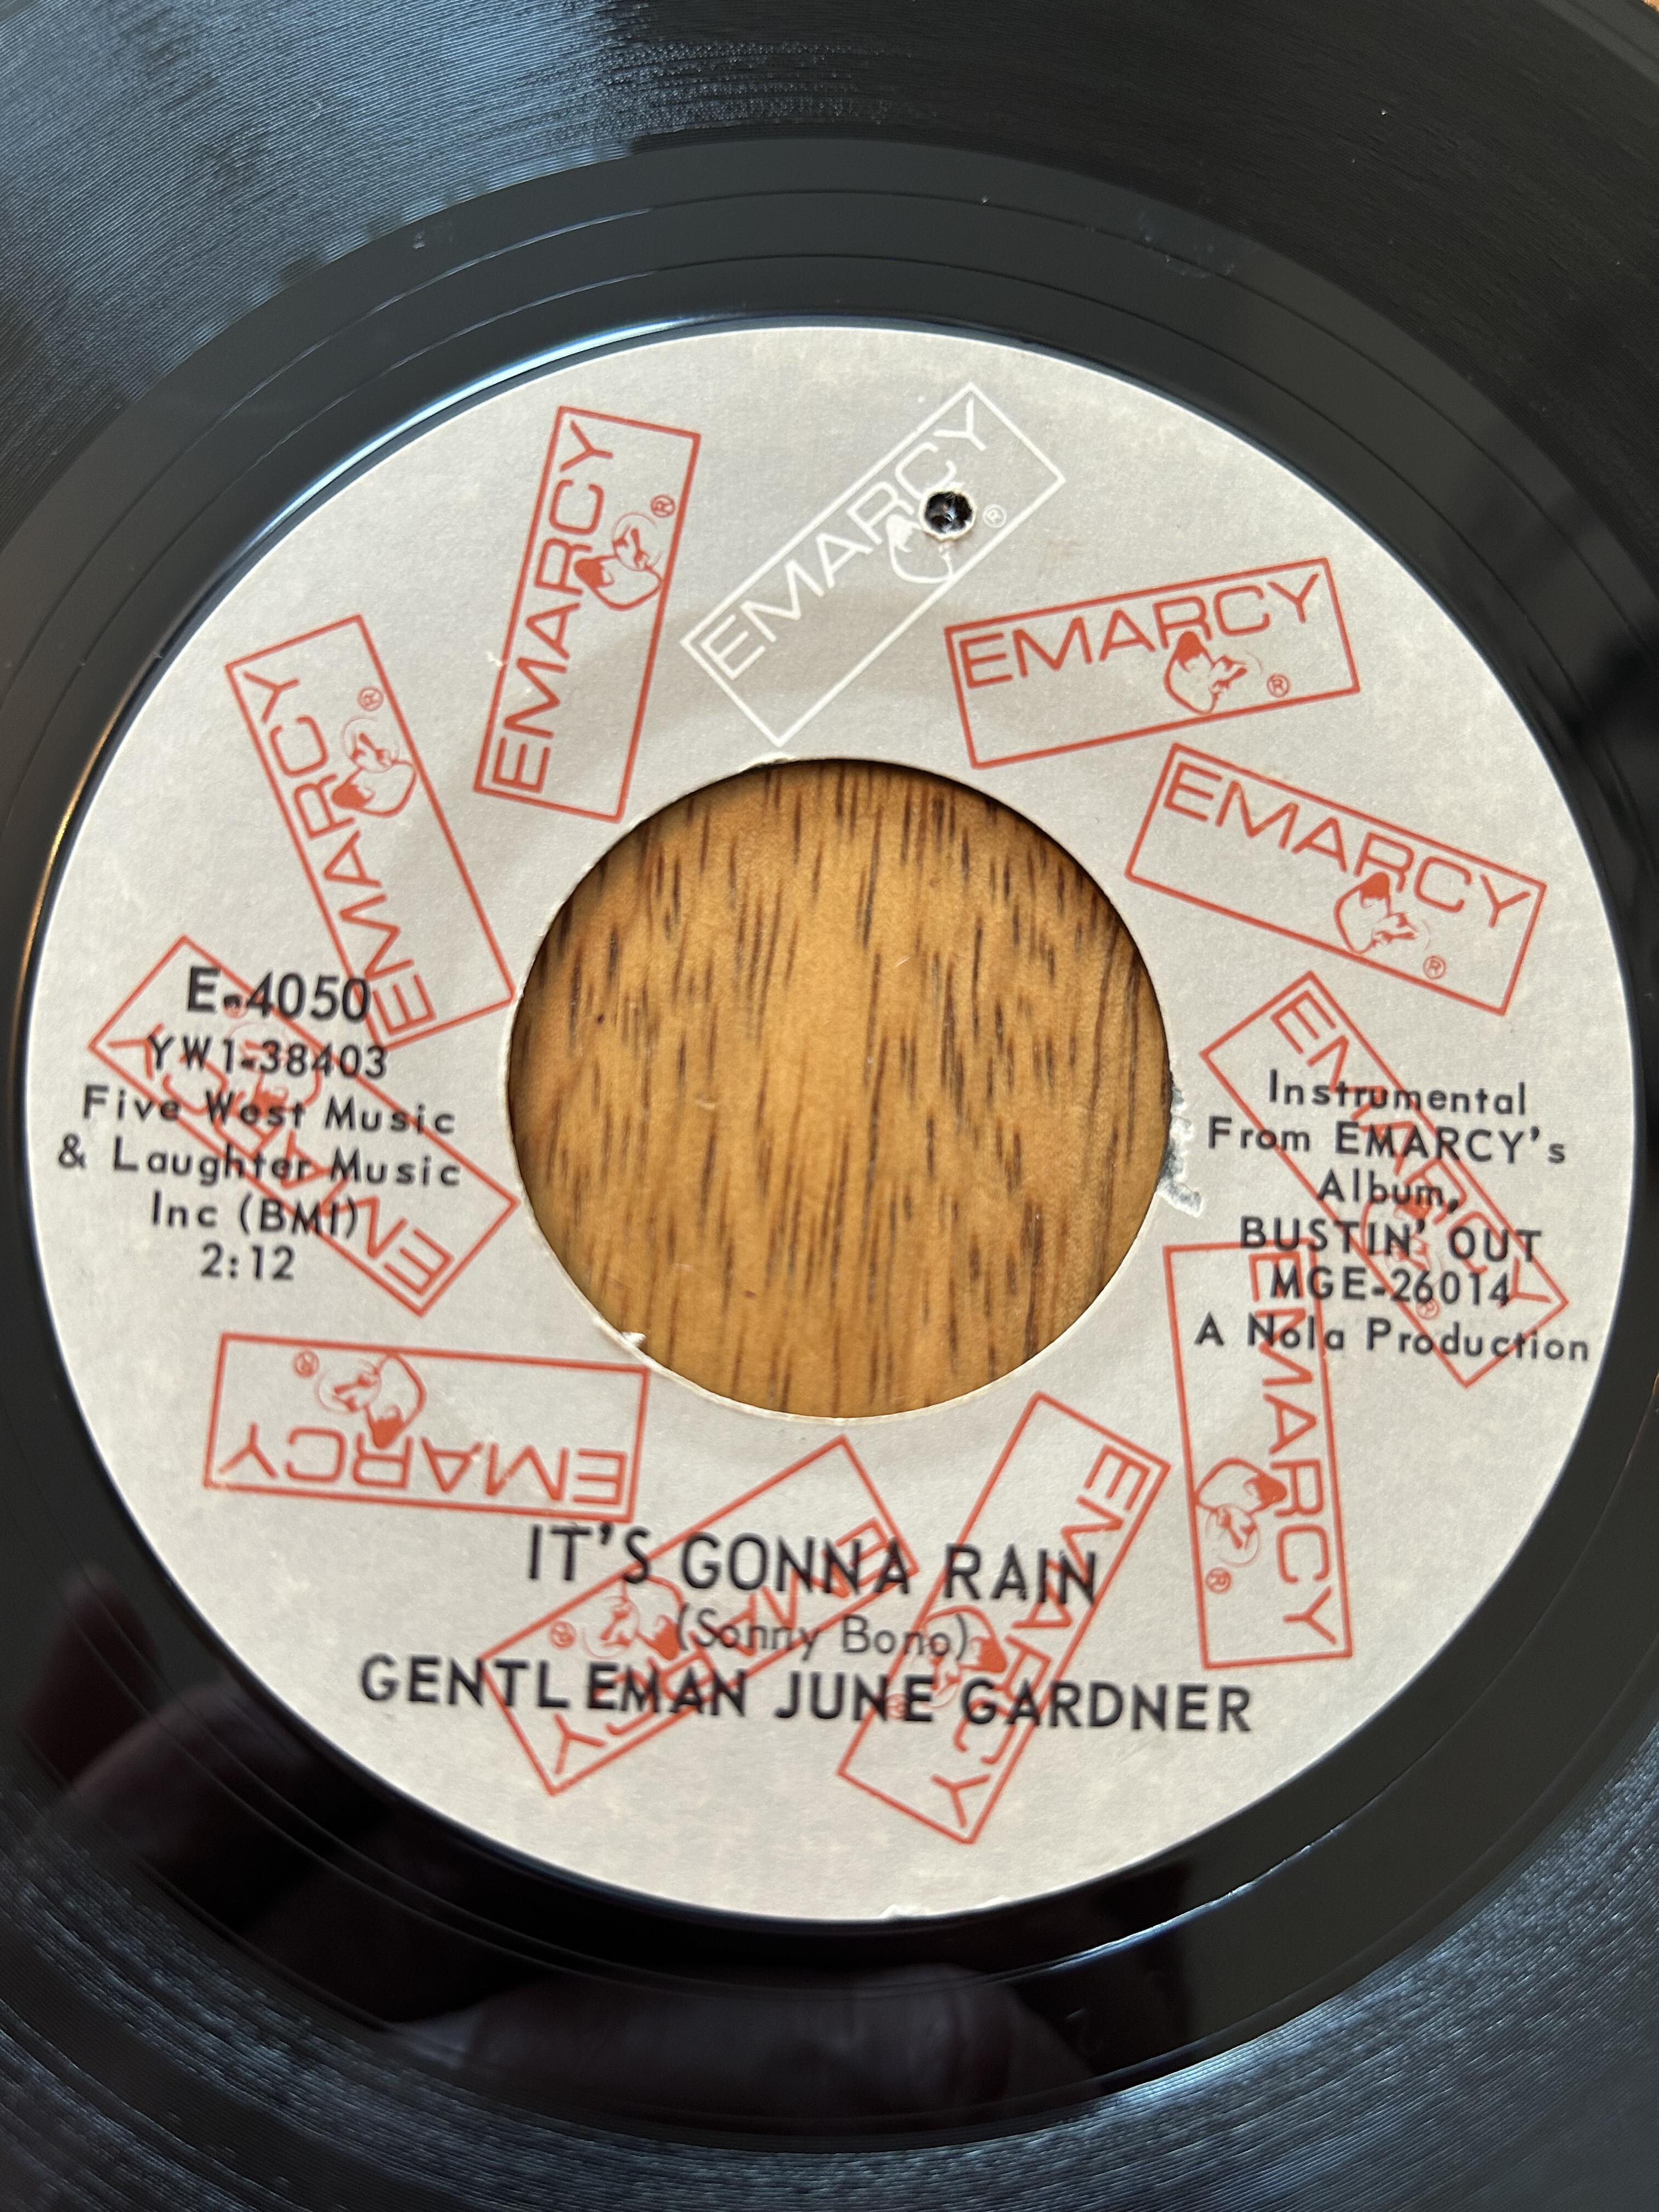 EMARCY ®
EMARCY ®
EMARCY ®
EMARCY ®
EMARCY ®
EMARCY ®
EMARCY ®
EMARCY ®
EMARCY ®
EMARCY ®
EMARCY ®
E-4050
YW1-38403
Five West Music
& Laughter Music
Inc (BMI)
2:12
Instrumental
From EMARCY's
Album,
BUSTIN' OUT
MGE-26014
A Nola Production
IT'S GONNA RAIN
(Sonny Bono)
GENTLEMAN JUNE GARDNER